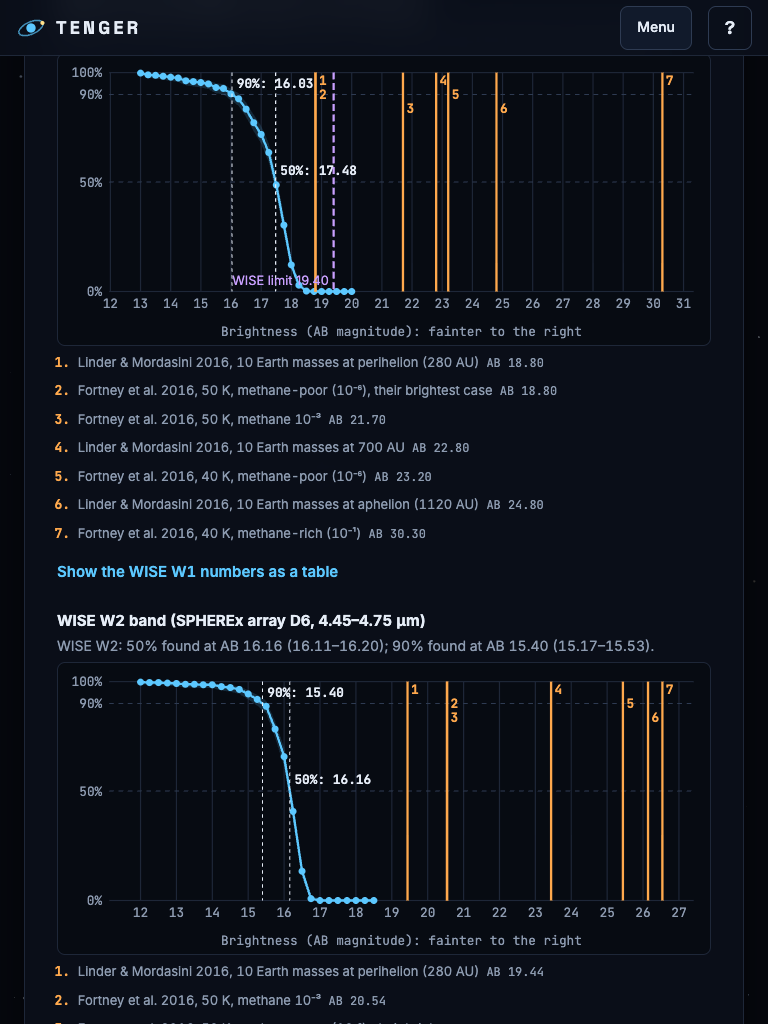 TENGER
Menu
?
100%
90%
50%
0%
90%: 16.03
50%: 17.48
WISE limit 19.40
1
2
3
4
5
6
7
12 13 14 15 16 17 18 19 20 21 22 23 24 25 26 27 28 29 30 31
Brightness (AB magnitude): fainter to the right
1. Linder & Mordasini 2016, 10 Earth masses at perihelion (280 AU) AB 18.80
2. Fortney et al. 2016, 50 K, methane-poor (10⁻⁶), their brightest case AB 18.80
3. Fortney et al. 2016, 50 K, methane 10⁻³ AB 21.70
4. Linder & Mordasini 2016, 10 Earth masses at 700 AU AB 22.80
5. Fortney et al. 2016, 40 K, methane-poor (10⁻⁶) AB 23.20
6. Linder & Mordasini 2016, 10 Earth masses at aphelion (1120 AU) AB 24.80
7. Fortney et al. 2016, 40 K, methane-rich (10⁻¹) AB 30.30
Show the WISE W1 numbers as a table
WISE W2 band (SPHEREx array D6, 4.45–4.75 µm)
WISE W2: 50% found at AB 16.16 (16.11–16.20); 90% found at AB 15.40 (15.17–15.53).
100%
90%
50%
0%
90%: 15.40
50%: 16.16
1
2
3
4
5
6
7
12 13 14 15 16 17 18 19 20 21 22 23 24 25 26 27
Brightness (AB magnitude): fainter to the right
1. Linder & Mordasini 2016, 10 Earth masses at perihelion (280 AU) AB 19.44
2. Fortney et al. 2016, 50 K, methane 10⁻³ AB 20.54